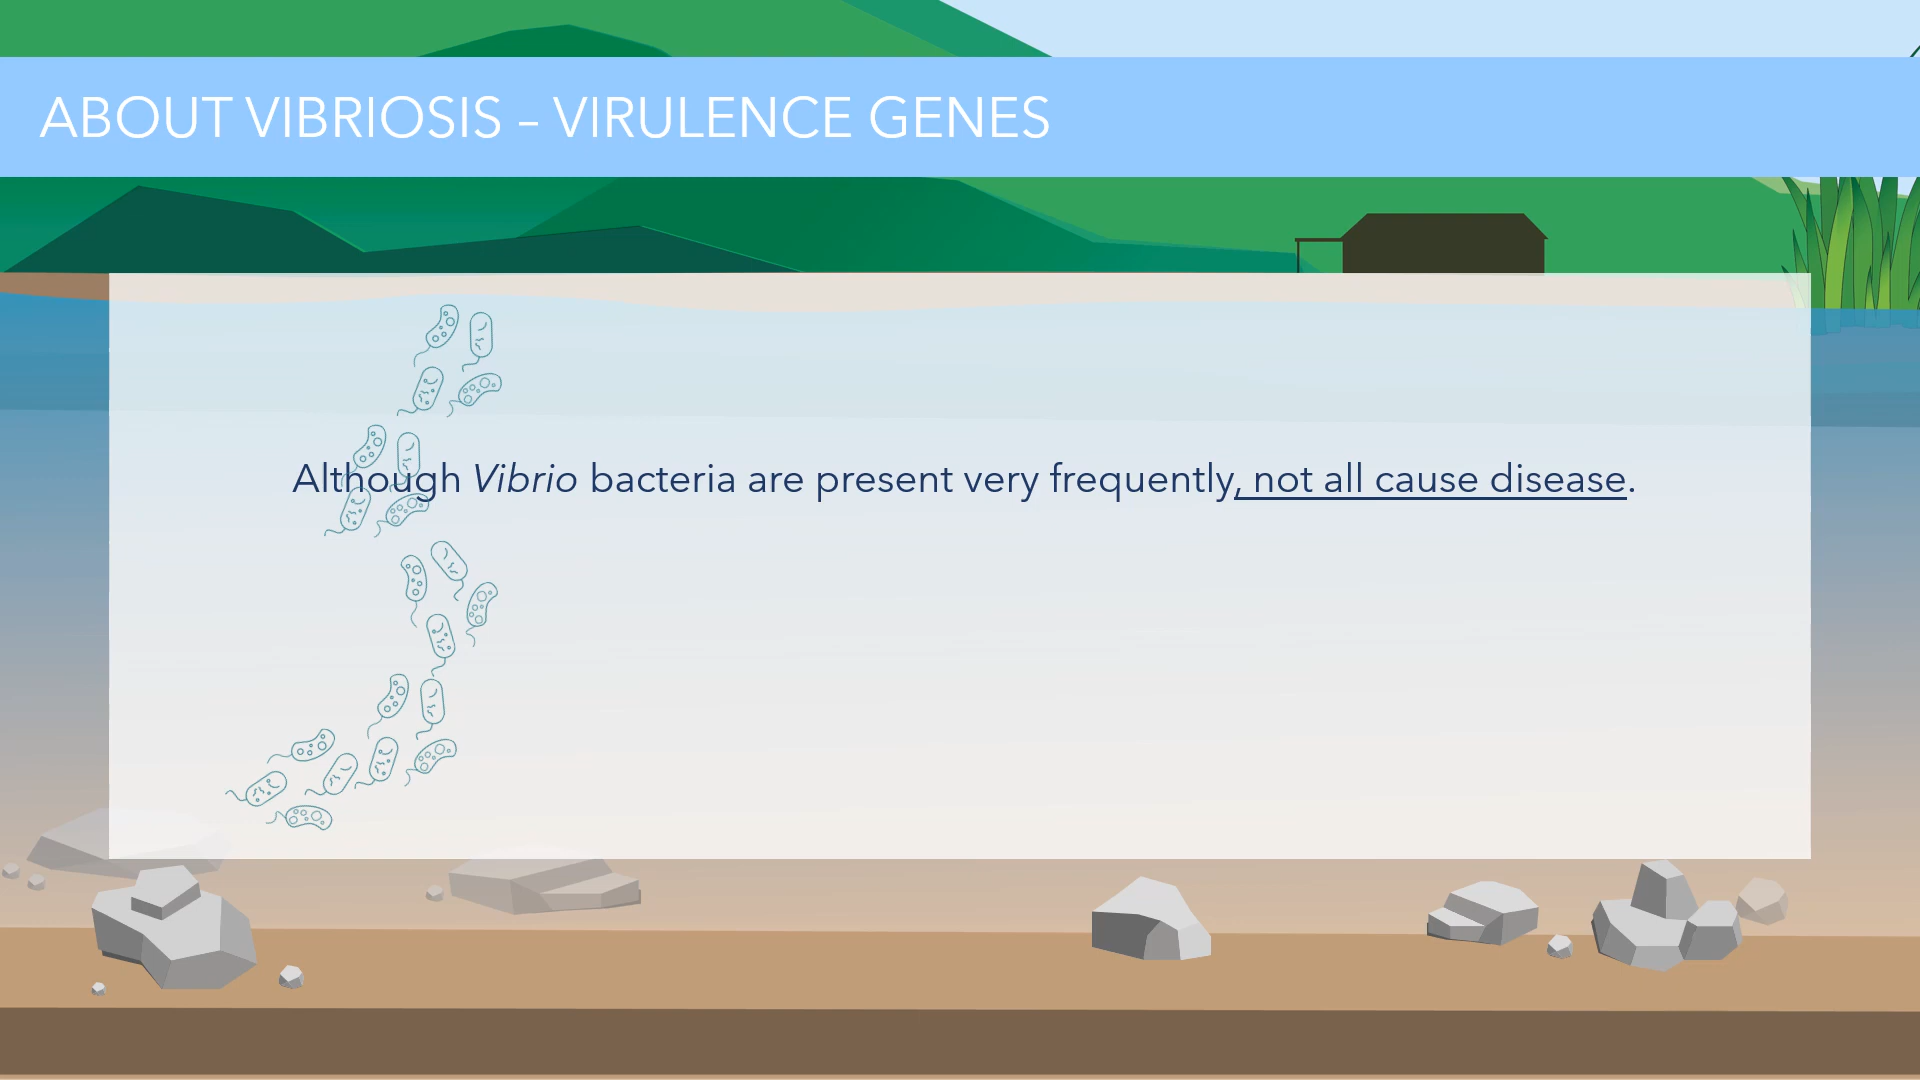 ABOUT VIBRIOSIS – VIRULENCE GENES
Although Vibrio bacteria are present very frequently, not all cause disease.